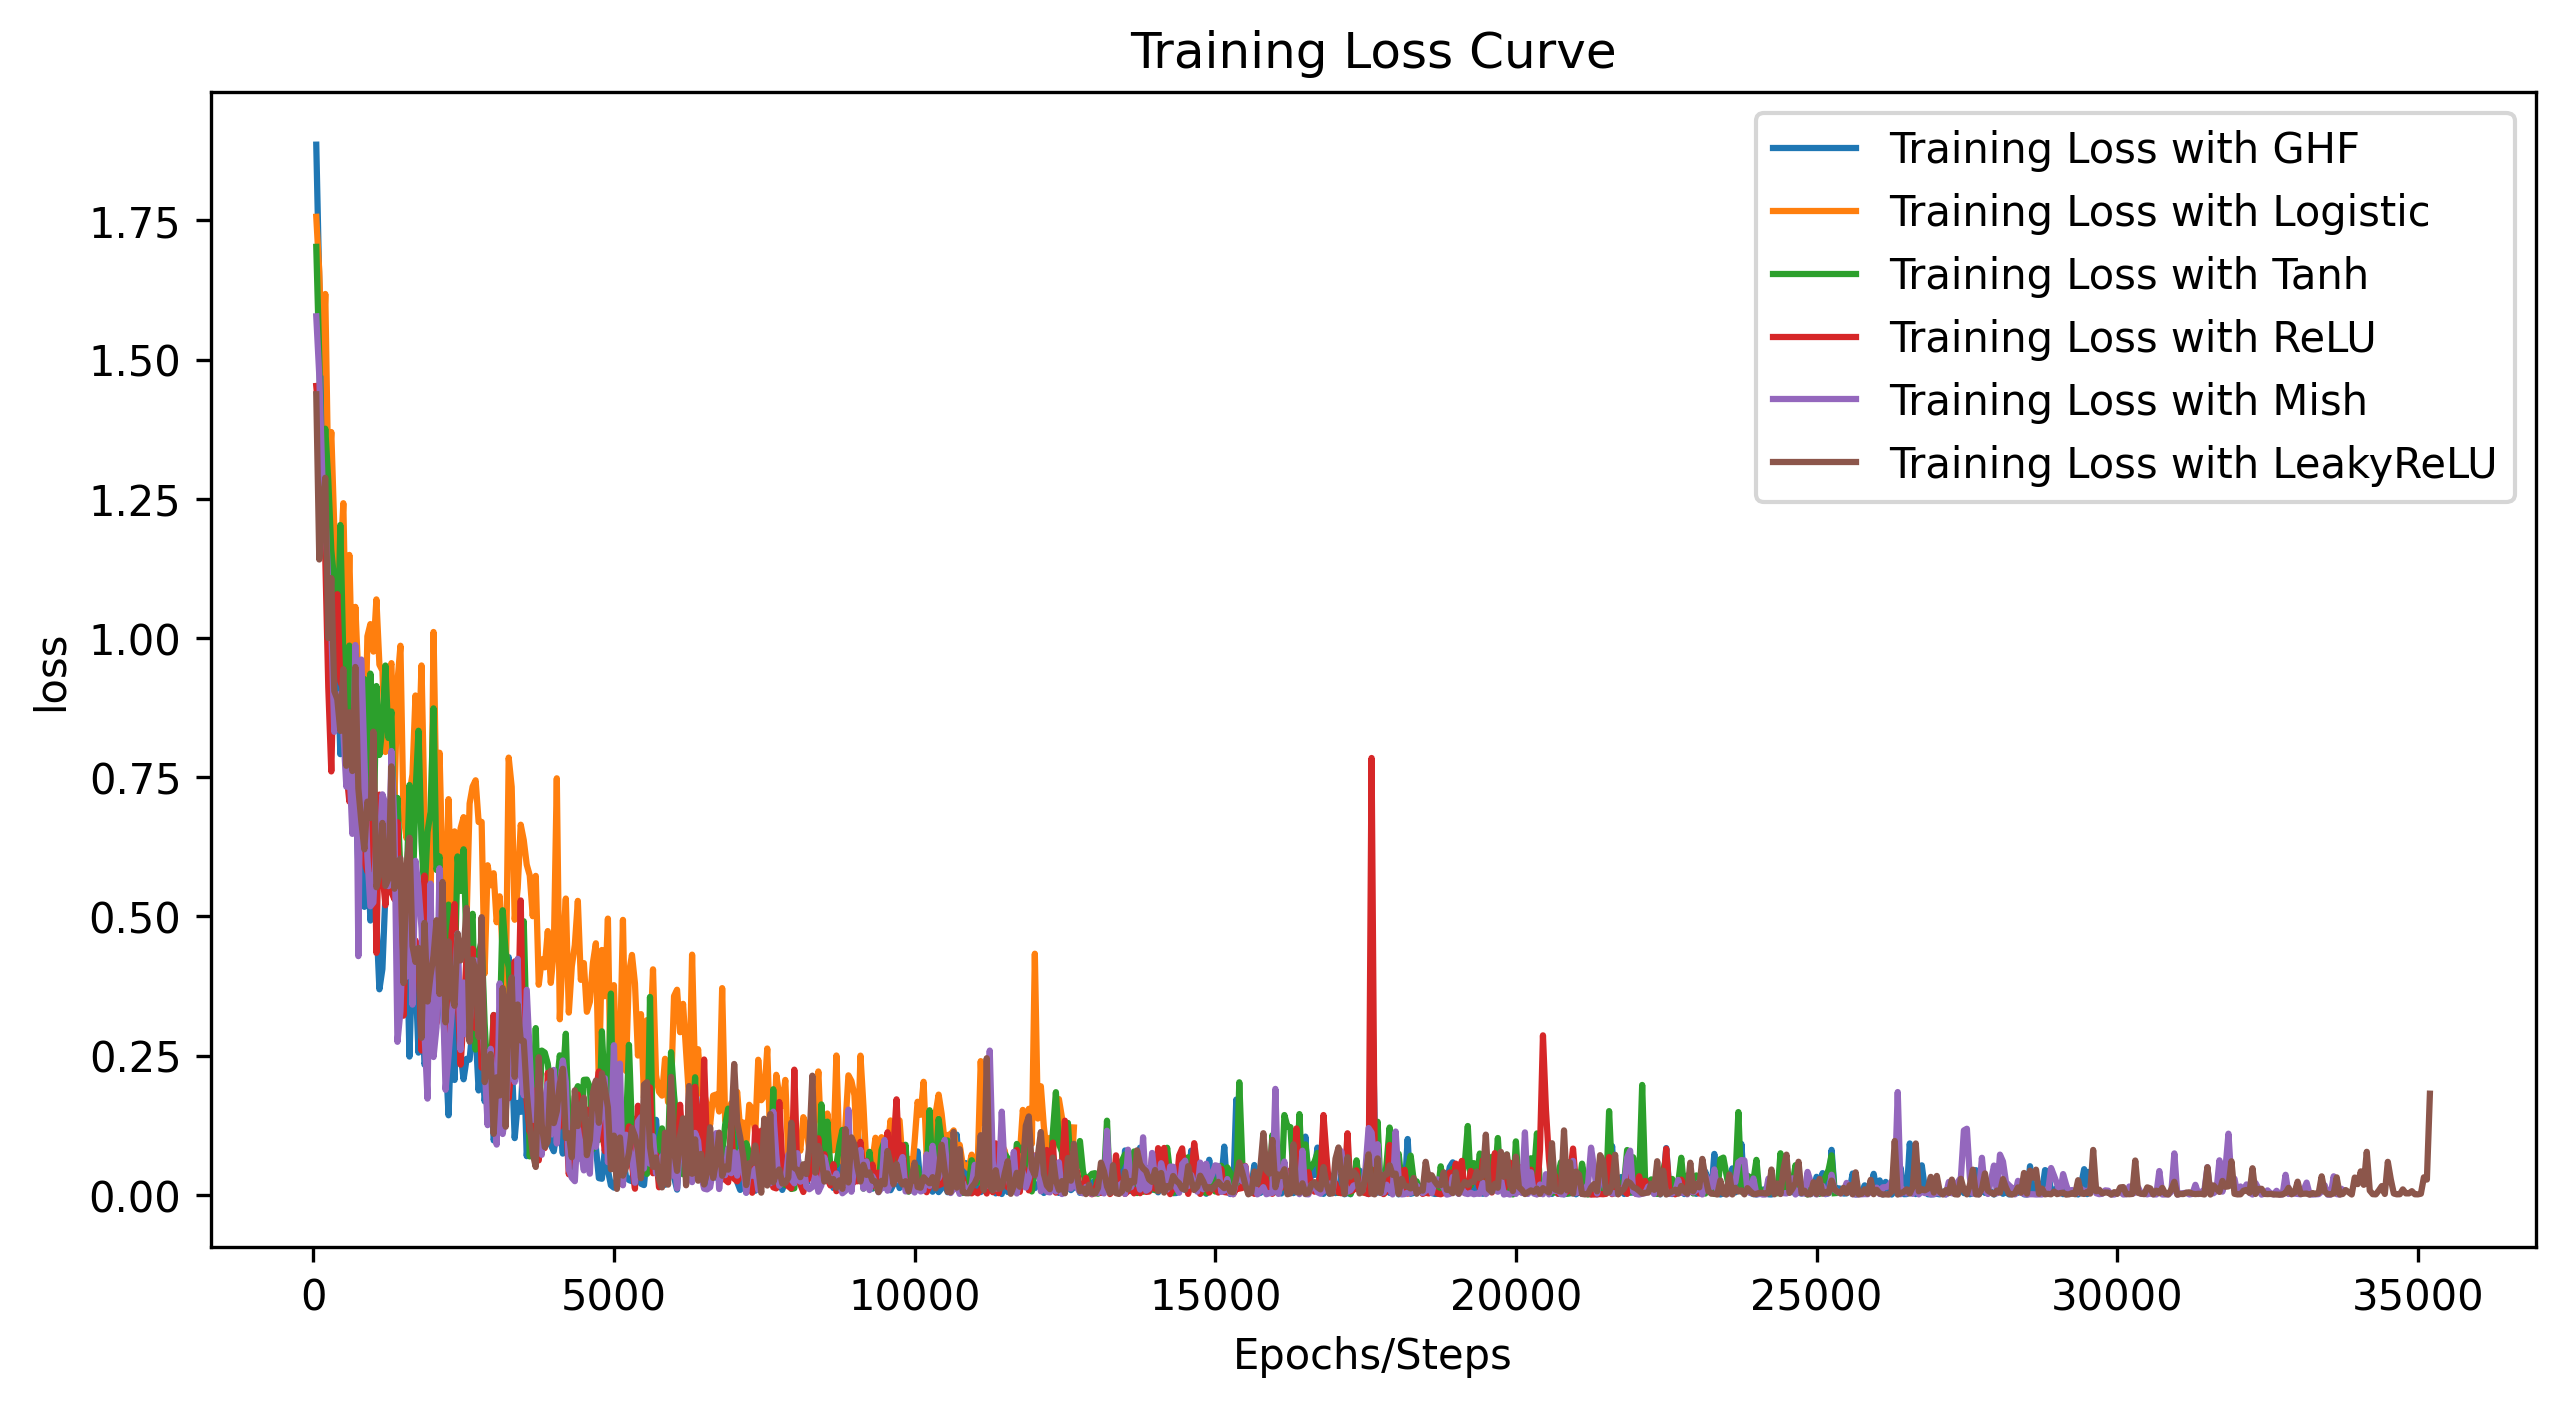 Training Loss Curve
Training Loss with GHF
Training Loss with Logistic
Training Loss with Tanh
Training Loss with ReLU
Training Loss with Mish
Training Loss with LeakyReLU
loss
1.75
1.50
1.25
1.00
0.75
0.50
0.25
0.00
0 5000 10000 15000 20000 25000 30000 35000
Epochs/Steps